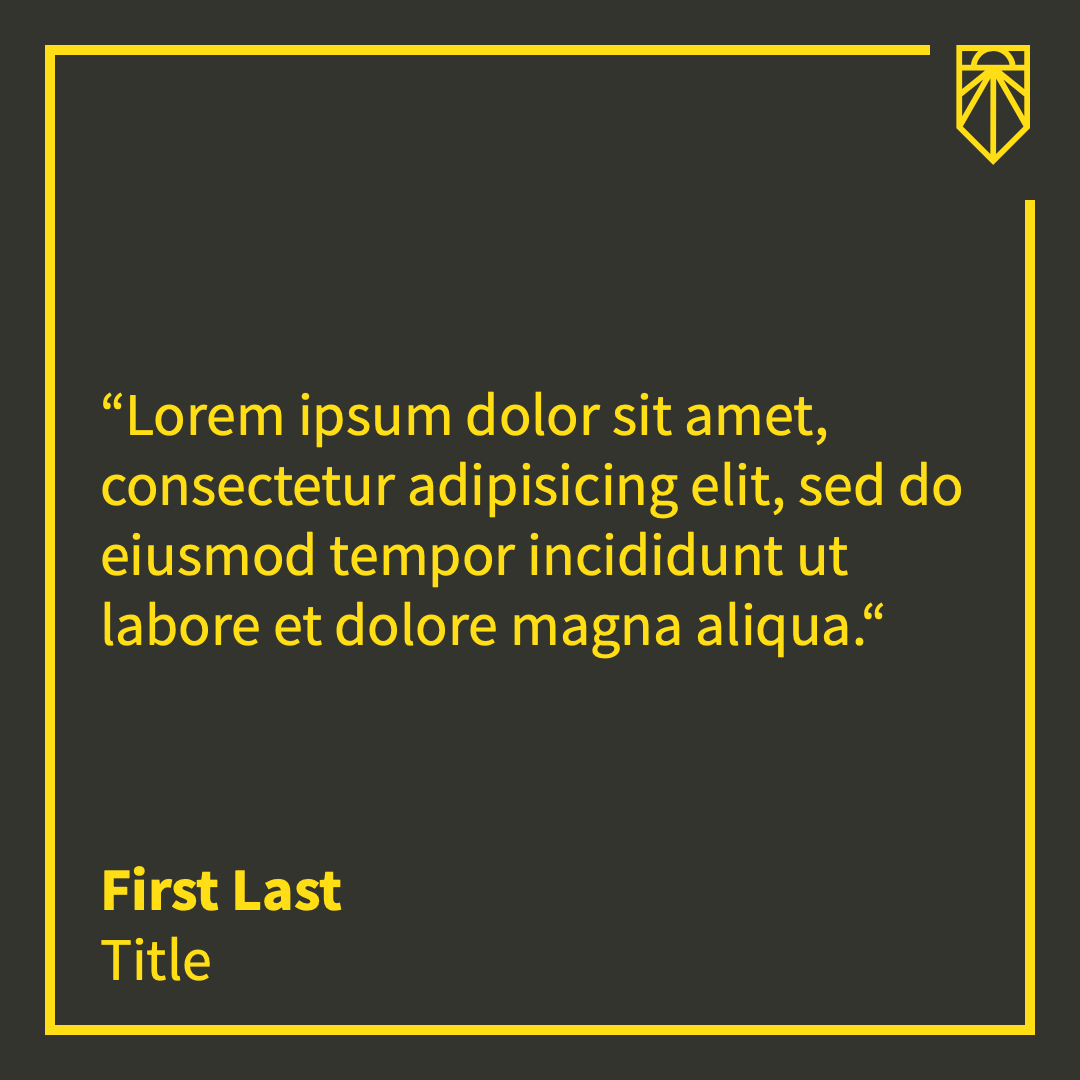 “Lorem ipsum dolor sit amet,
consectetur adipisicing elit, sed do
eiusmod tempor incididunt ut
labore et dolore magna aliqua.“
First Last
Title